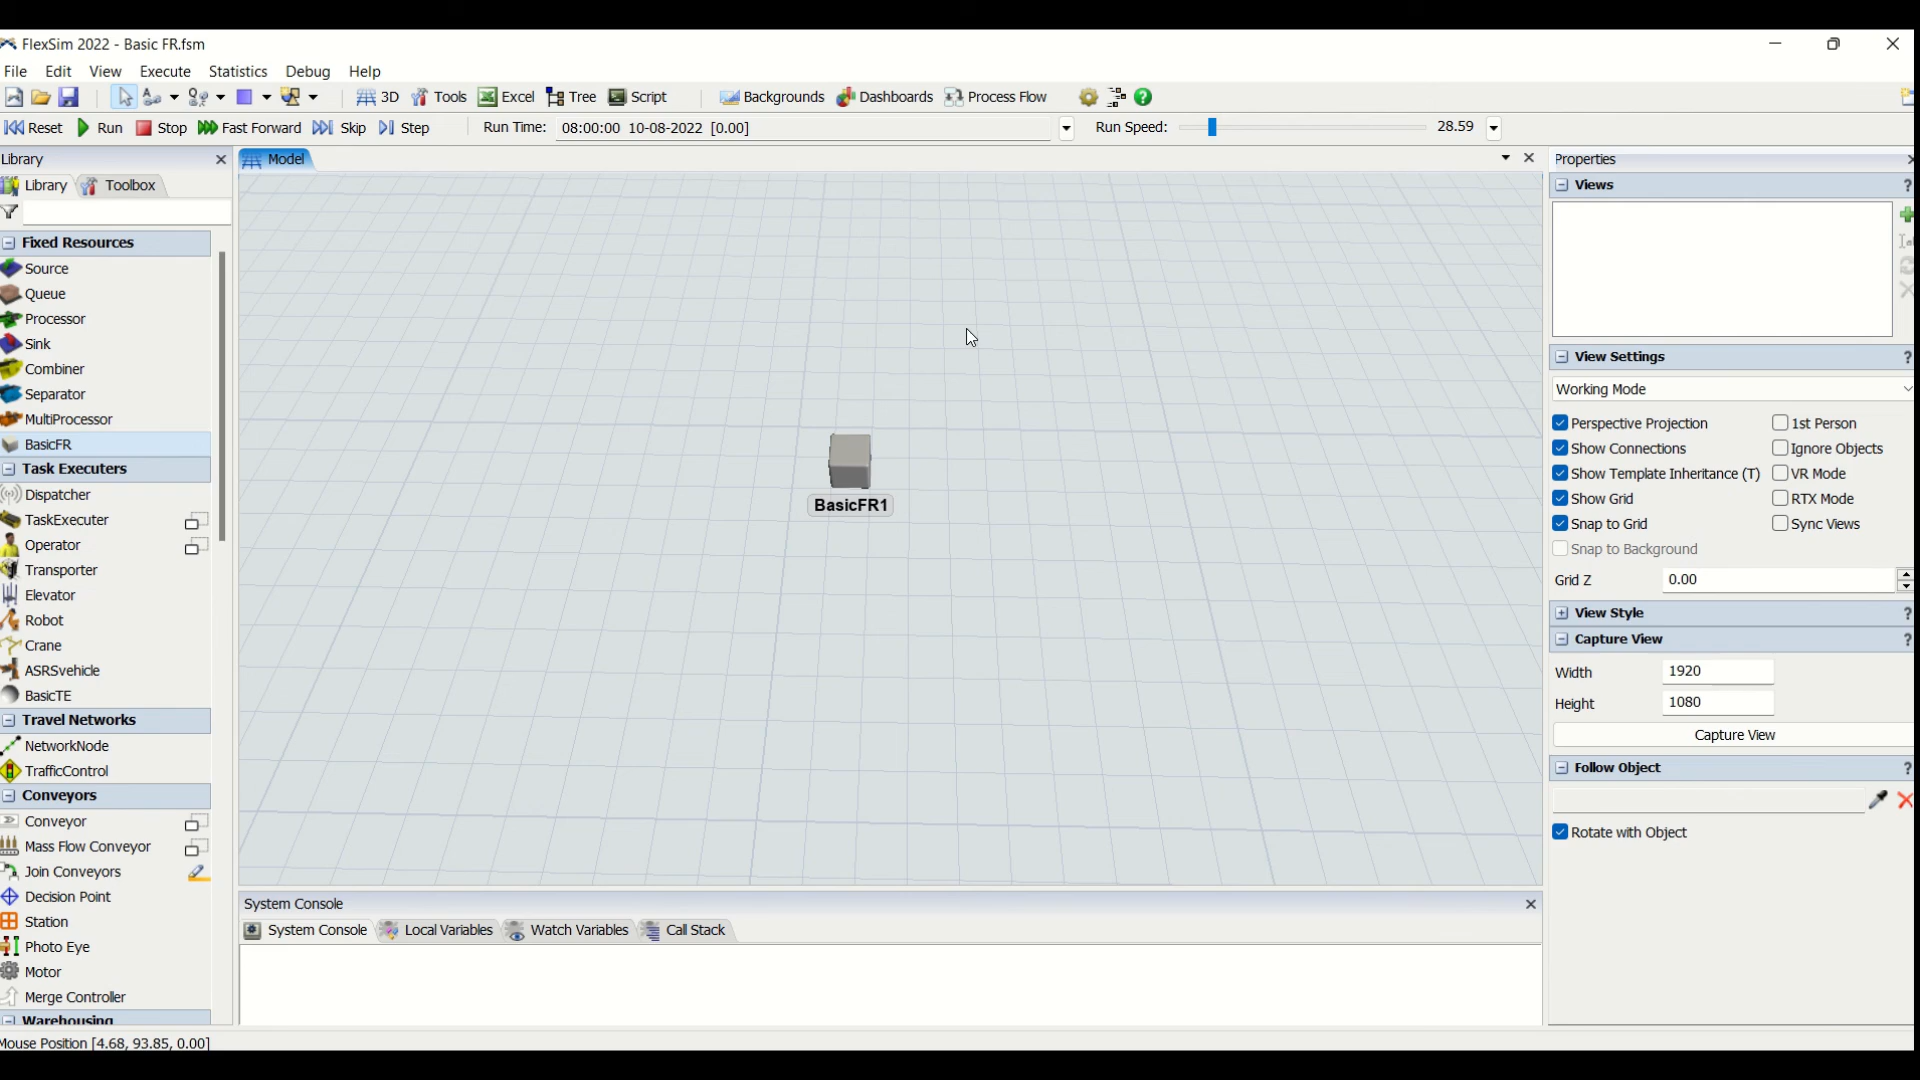 FlexSim 2022 - Basic FR.fsm
File Edit View Execute Statistics Debug Help
3D Tools Excel Tree Script Backgrounds Dashboards Process Flow
Reset Run Stop Fast Forward Skip Step Run Time: 08:00:00 10-08-2022 [0.00] Run Speed: 28.59
Library
Library Toolbox
Fixed Resources
Source
Queue
Processor
Sink
Combiner
Separator
MultiProcessor
BasicFR
Task Executers
Dispatcher
TaskExecuter
Operator
Transporter
Elevator
Robot
Crane
ASRSvehicle
BasicTE
Travel Networks
NetworkNode
TrafficControl
Conveyors
Conveyor
Mass Flow Conveyor
Join Conveyors
Decision Point
Station
Photo Eye
Motor
Merge Controller
Warehousing
Mouse Position [4.68, 93.85, 0.00]
Model
BasicFR1
System Console
System Console Local Variables Watch Variables Call Stack
Properties
Views ?
View Settings ?
Working Mode
Perspective Projection 1st Person
Show Connections Ignore Objects
Show Template Inheritance (T) VR Mode
Show Grid RTX Mode
Snap to Grid Sync Views
Snap to Background
Grid Z 0.00
View Style ?
Capture View ?
Width 1920
Height 1080
Capture View
Follow Object ?
Rotate with Object